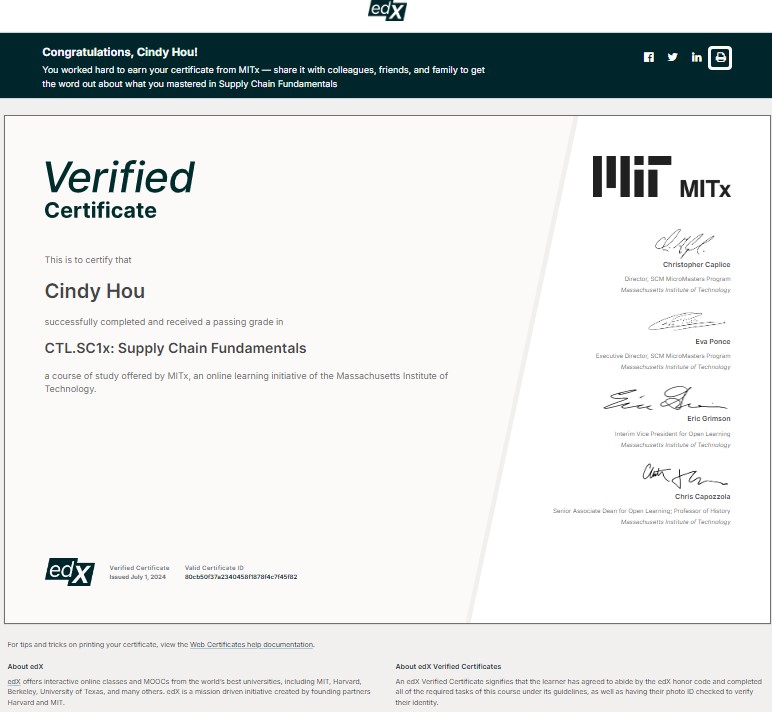 edX
Congratulations, Cindy Hou!
You worked hard to earn your certificate from MITx — share it with colleagues, friends, and family to get
the word out about what you mastered in Supply Chain Fundamentals
Verified
Certificate
This is to certify that
Cindy Hou
successfully completed and received a passing grade in
CTL.SC1x: Supply Chain Fundamentals
a course of study offered by MITx, an online learning initiative of the Massachusetts Institute of
Technology.
MIT MITx
Christopher Caplice
Director, SCM MicroMasters Program
Massachusetts Institute of Technology
Eva Ponce
Executive Director, SCM MicroMasters Program
Massachusetts Institute of Technology
Eric Grimson
Interim Vice President for Open Learning
Massachusetts Institute of Technology
Chris Capozzola
Senior Associate Dean for Open Learning; Professor of History
Massachusetts Institute of Technology
edX
Verified Certificate
Issued July 1, 2024
Valid Certificate ID
80cb50f37a2340458f1878f4c7f45f82
For tips and tricks on printing your certificate, view the Web Certificates help documentation.
About edX
edX offers interactive online classes and MOOCs from the world's best universities, including MIT, Harvard,
Berkeley, University of Texas, and many others. edX is a mission driven initiative created by founding partners
Harvard and MIT.
About edX Verified Certificates
An edX Verified Certificate signifies that the learner has agreed to abide by the edX honor code and completed
all of the required tasks of this course under its guidelines, as well as having their photo ID checked to verify
their identity.